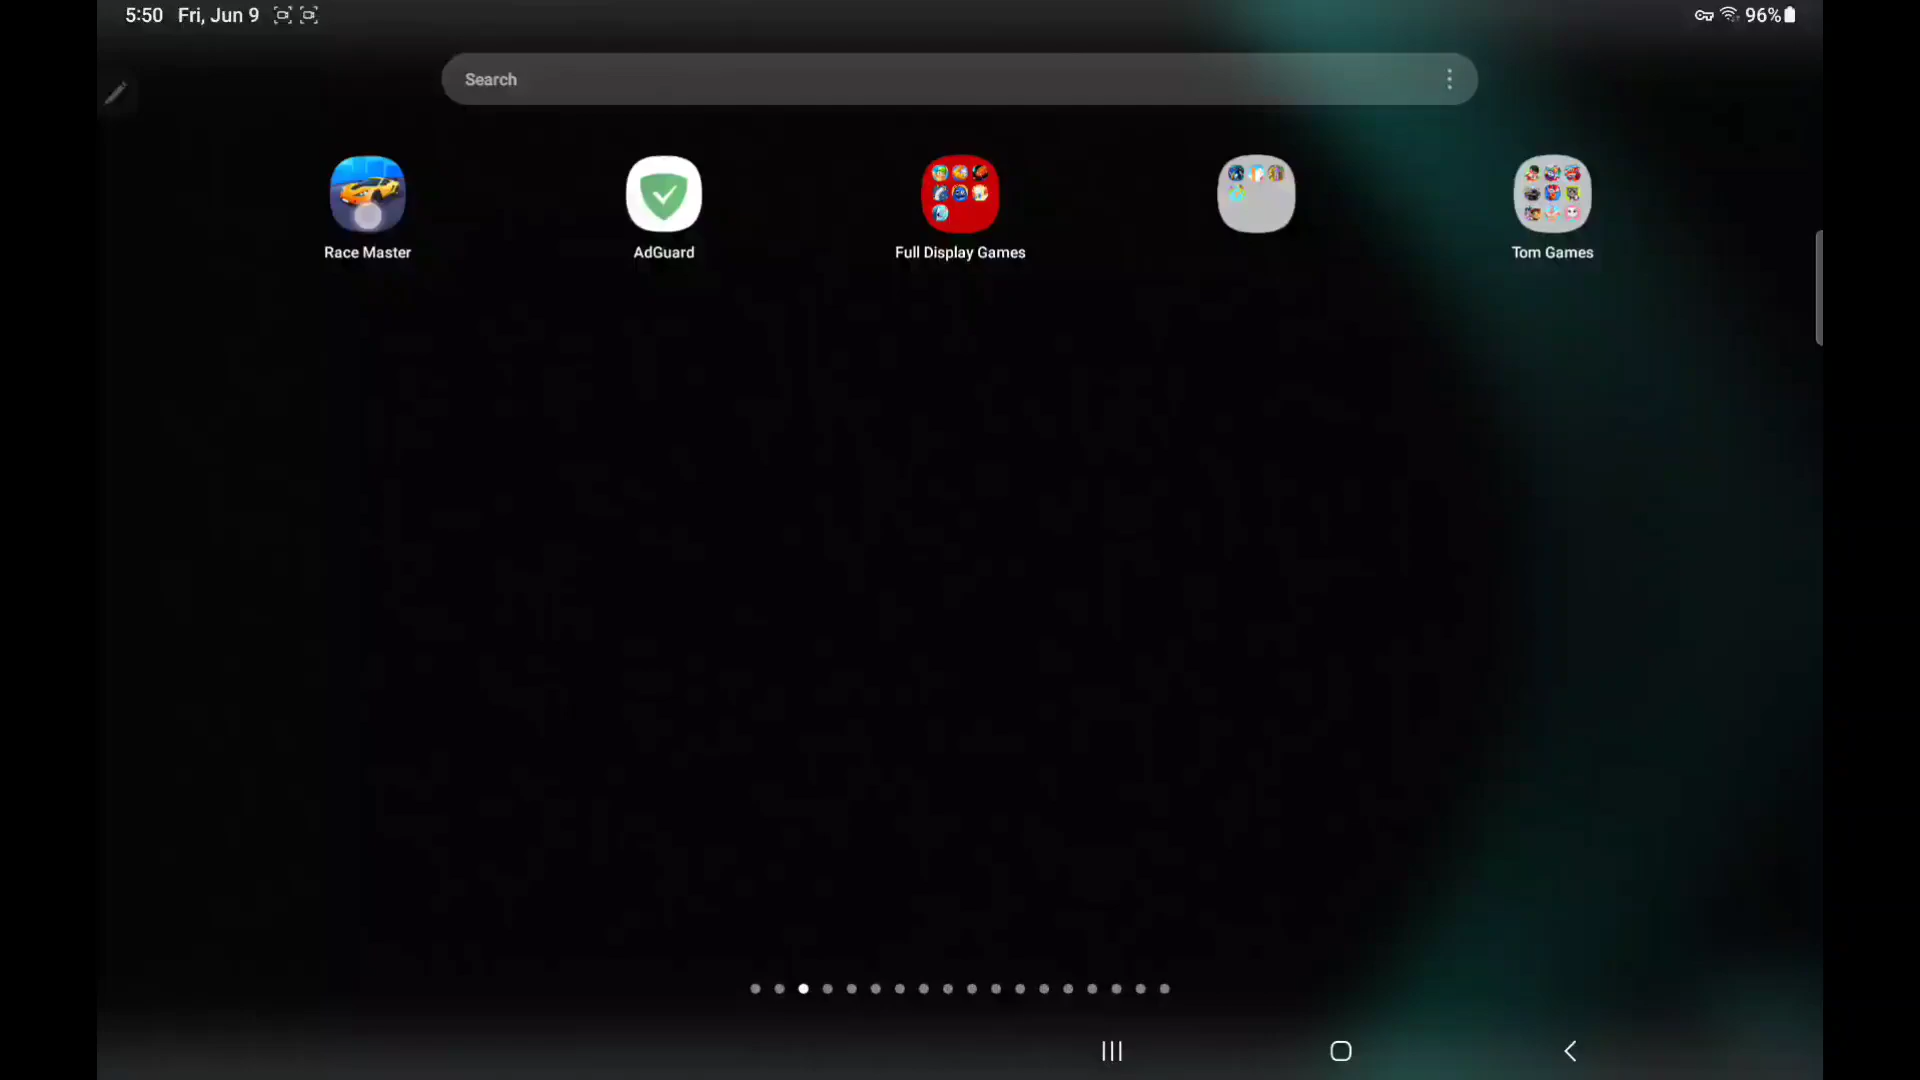 5:50 Fri, Jun 9 96%
Search
Race Master
AdGuard
Full Display Games
Tom Games